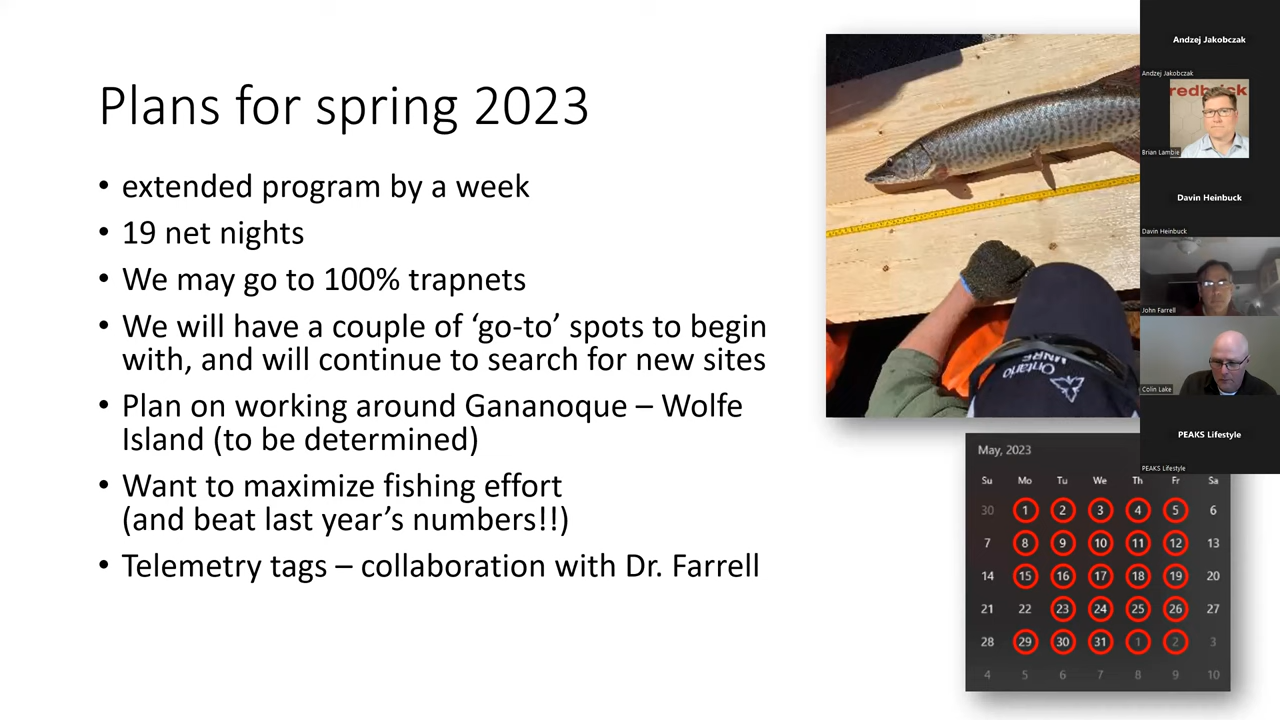 Plans for spring 2023
• extended program by a week
• 19 net nights
• We may go to 100% trapnets
• We will have a couple of ‘go-to’ spots to begin
with, and will continue to search for new sites
• Plan on working around Gananoque – Wolfe
Island (to be determined)
• Want to maximize fishing effort
(and beat last year’s numbers!!)
• Telemetry tags – collaboration with Dr. Farrell
Ontario
MNRF
Andzej Jakobczak
Andzej Jakobczak
redbrick
Brian Lambie
Davin Heinbuck
Davin Heinbuck
John Farrell
Colin Lake
PEAKS Lifestyle
PEAKS Lifestyle
May, 2023
Su Mo Tu We Th Fr Sa
30 1 2 3 4 5 6
7 8 9 10 11 12 13
14 15 16 17 18 19 20
21 22 23 24 25 26 27
28 29 30 31 1 2 3
4 5 6 7 8 9 10